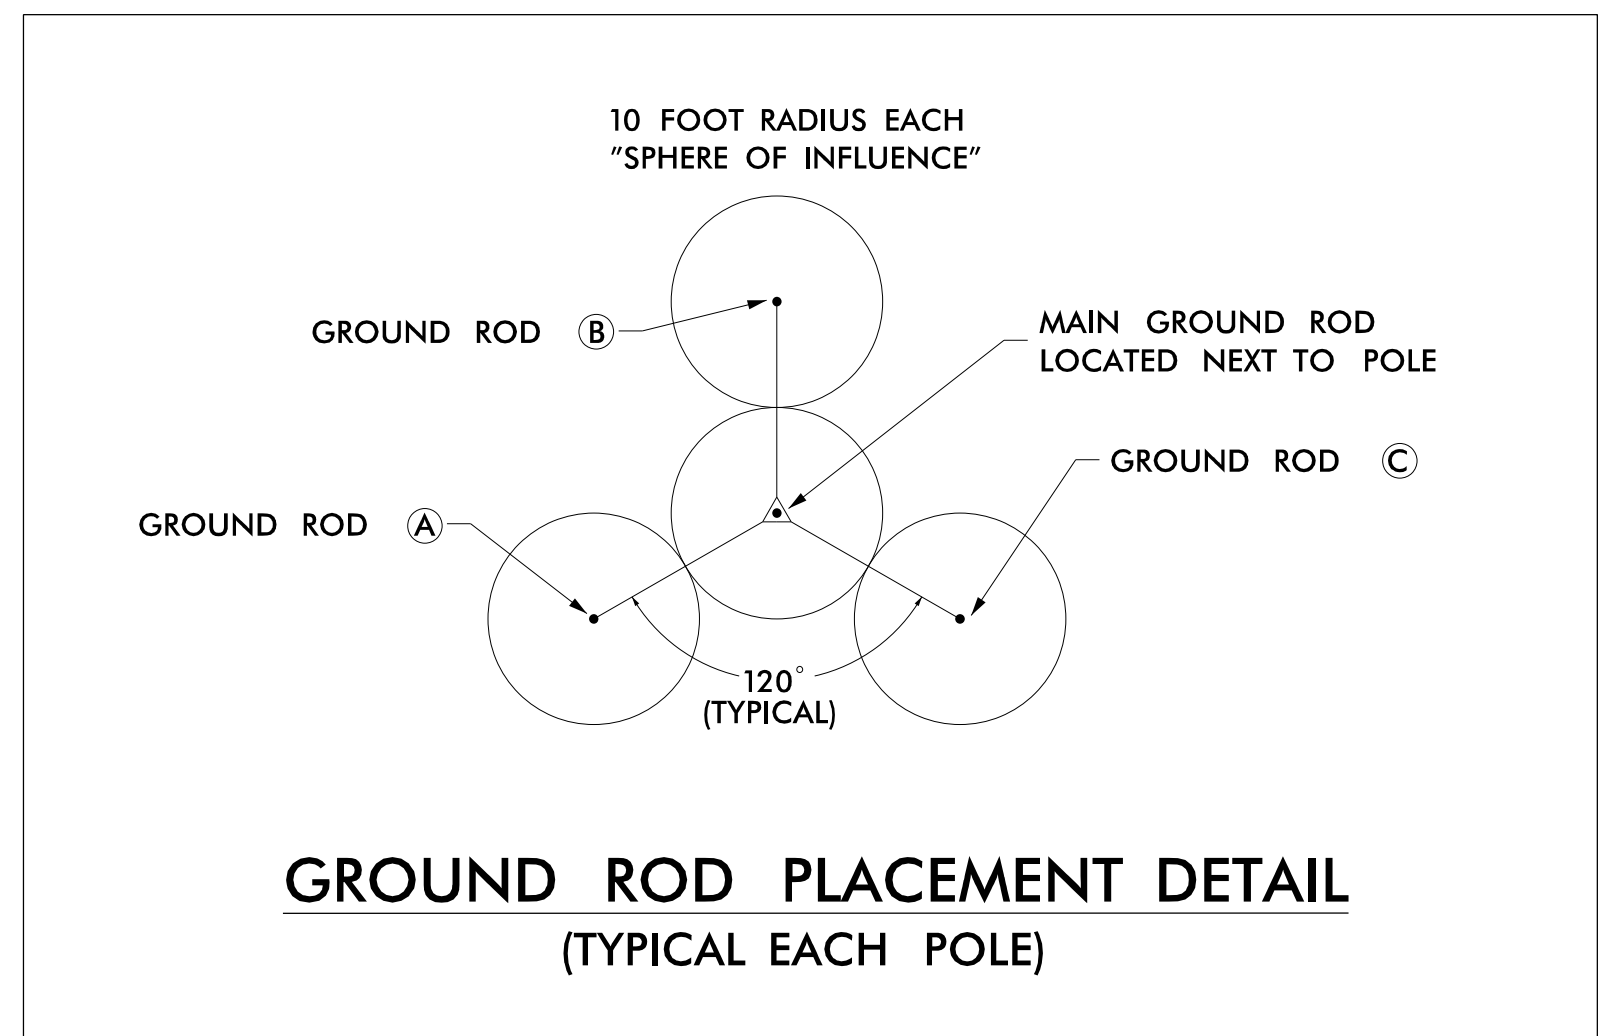 10 FOOT RADIUS EACH
"SPHERE OF INFLUENCE"
GROUND ROD B
MAIN GROUND ROD
LOCATED NEXT TO POLE
GROUND ROD C
GROUND ROD A
120°
(TYPICAL)
GROUND ROD PLACEMENT DETAIL
(TYPICAL EACH POLE)